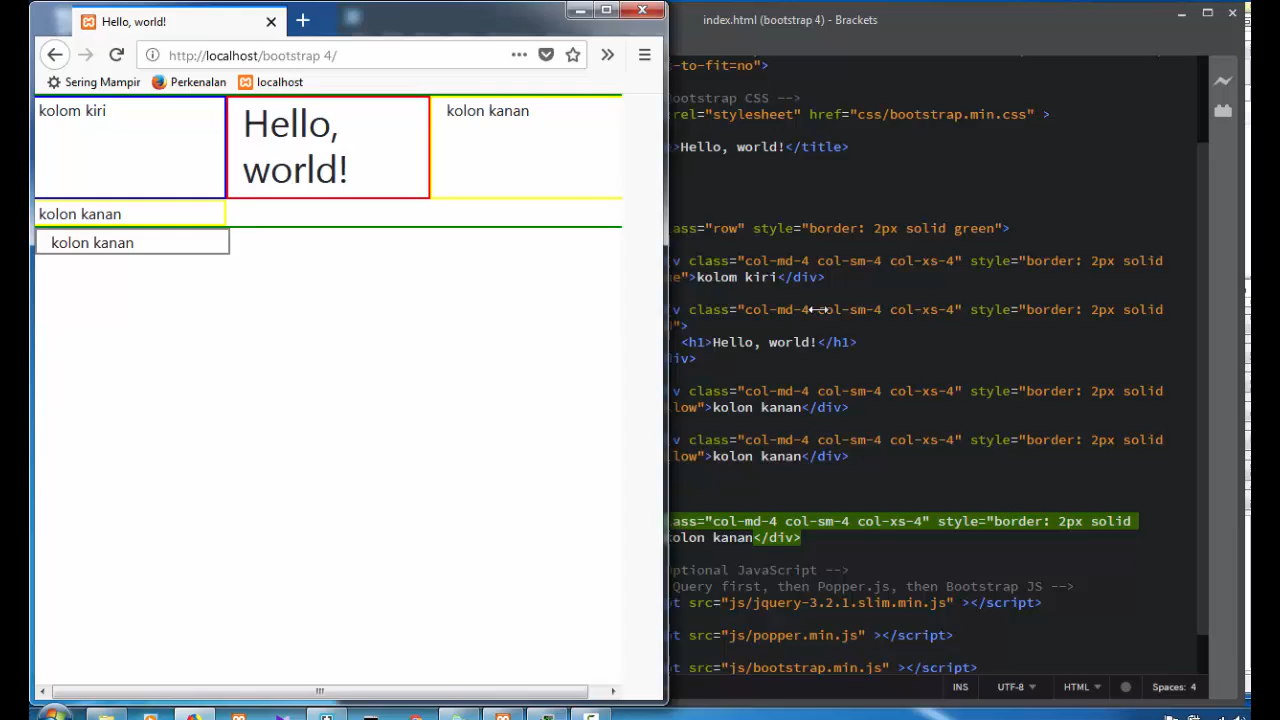 Hello, world!
index.html (bootstrap 4) - Brackets
http://localhost/bootstrap 4/
Sering Mampir
Perkenalan
localhost
kolom kiri
Hello,
world!
kolon kanan
kolon kanan
kolon kanan
-to-fit=no">
ootstrap CSS -->
rel="stylesheet" href="css/bootstrap.min.css" >
>Hello, world!</title>
ass="row" style="border: 2px solid green">
v class="col-md-4 col-sm-4 col-xs-4" style="border: 2px solid
e">kolom kiri</div>
v class="col-md-4 col-sm-4 col-xs-4" style="border: 2px solid
">
<h1>Hello, world!</h1>
iv>
v class="col-md-4 col-sm-4 col-xs-4" style="border: 2px solid
low">kolon kanan</div>
v class="col-md-4 col-sm-4 col-xs-4" style="border: 2px solid
low">kolon kanan</div>
ass="col-md-4 col-sm-4 col-xs-4" style="border: 2px solid
kolon kanan</div>
ptional JavaScript -->
Query first, then Popper.js, then Bootstrap JS -->
t src="js/jquery-3.2.1.slim.min.js" ></script>
t src="js/popper.min.js" ></script>
t src="js/bootstrap.min.js" ></script>
INS
UTF-8
HTML
Spaces: 4